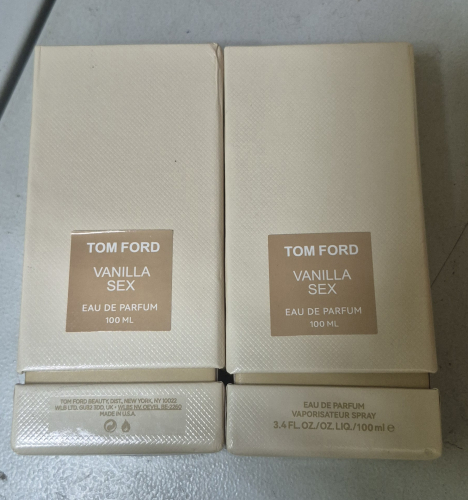 TOM FORD
VANILLA
SEX
EAU DE PARFUM
100 ML
TOM FORD BEAUTY, DIST., NEW YORK, NY 10022
MADE IN U.S.A.
TOM FORD
VANILLA
SEX
EAU DE PARFUM
100 ML
EAU DE PARFUM
VAPORISATEUR SPRAY
3.4 FL.OZ./OZ. LIQ./100 ml ℮